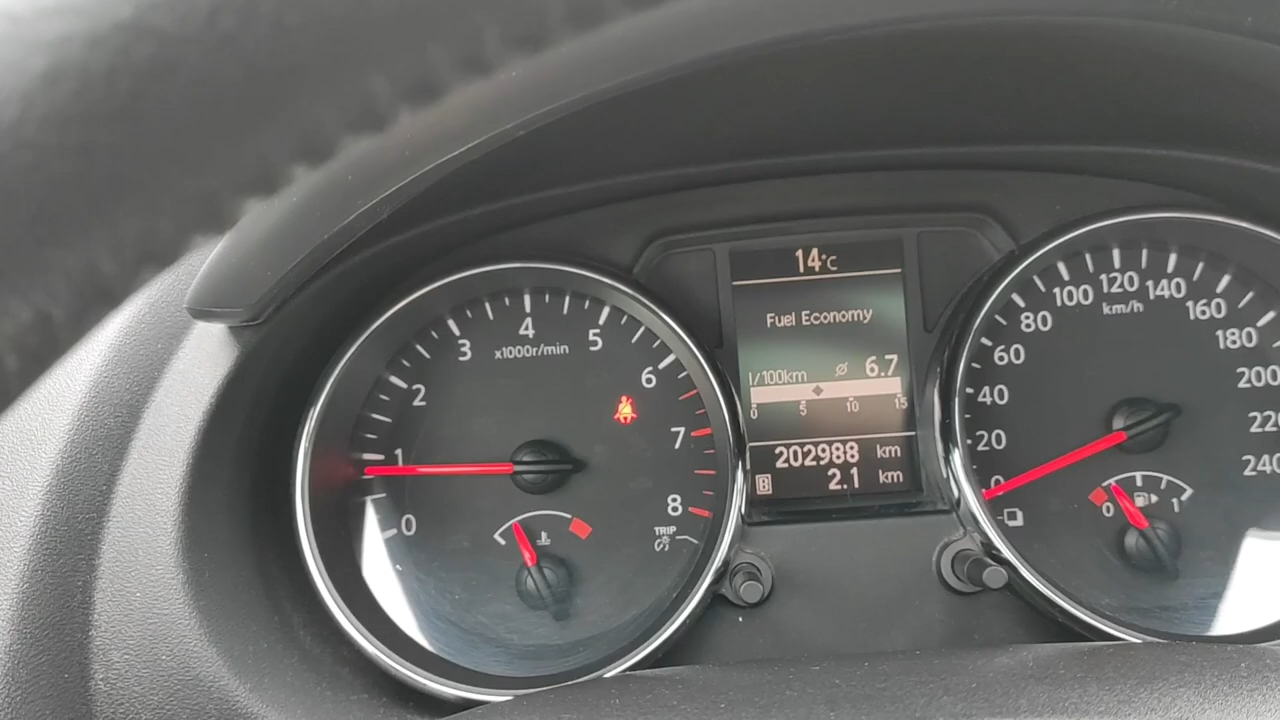 14°C
Fuel Economy
l/100km ø 6.7
0 5 10 15
202988 km
B 2.1 km
0 1 2 3 4 5 6 7 8
x1000r/min
TRIP
0 20 40 60 80 100 120 140 160 180 200 220 240
km/h
0 1